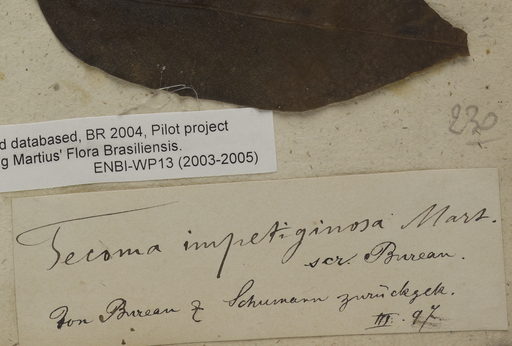 d databased, BR 2004, Pilot project
g Martius' Flora Brasiliensis.
ENBI-WP13 (2003-2005)
230
Tecoma impetiginosa Mart.
scr. Bureau.
Von Bureau & Schumann zurückgek.
III. 97